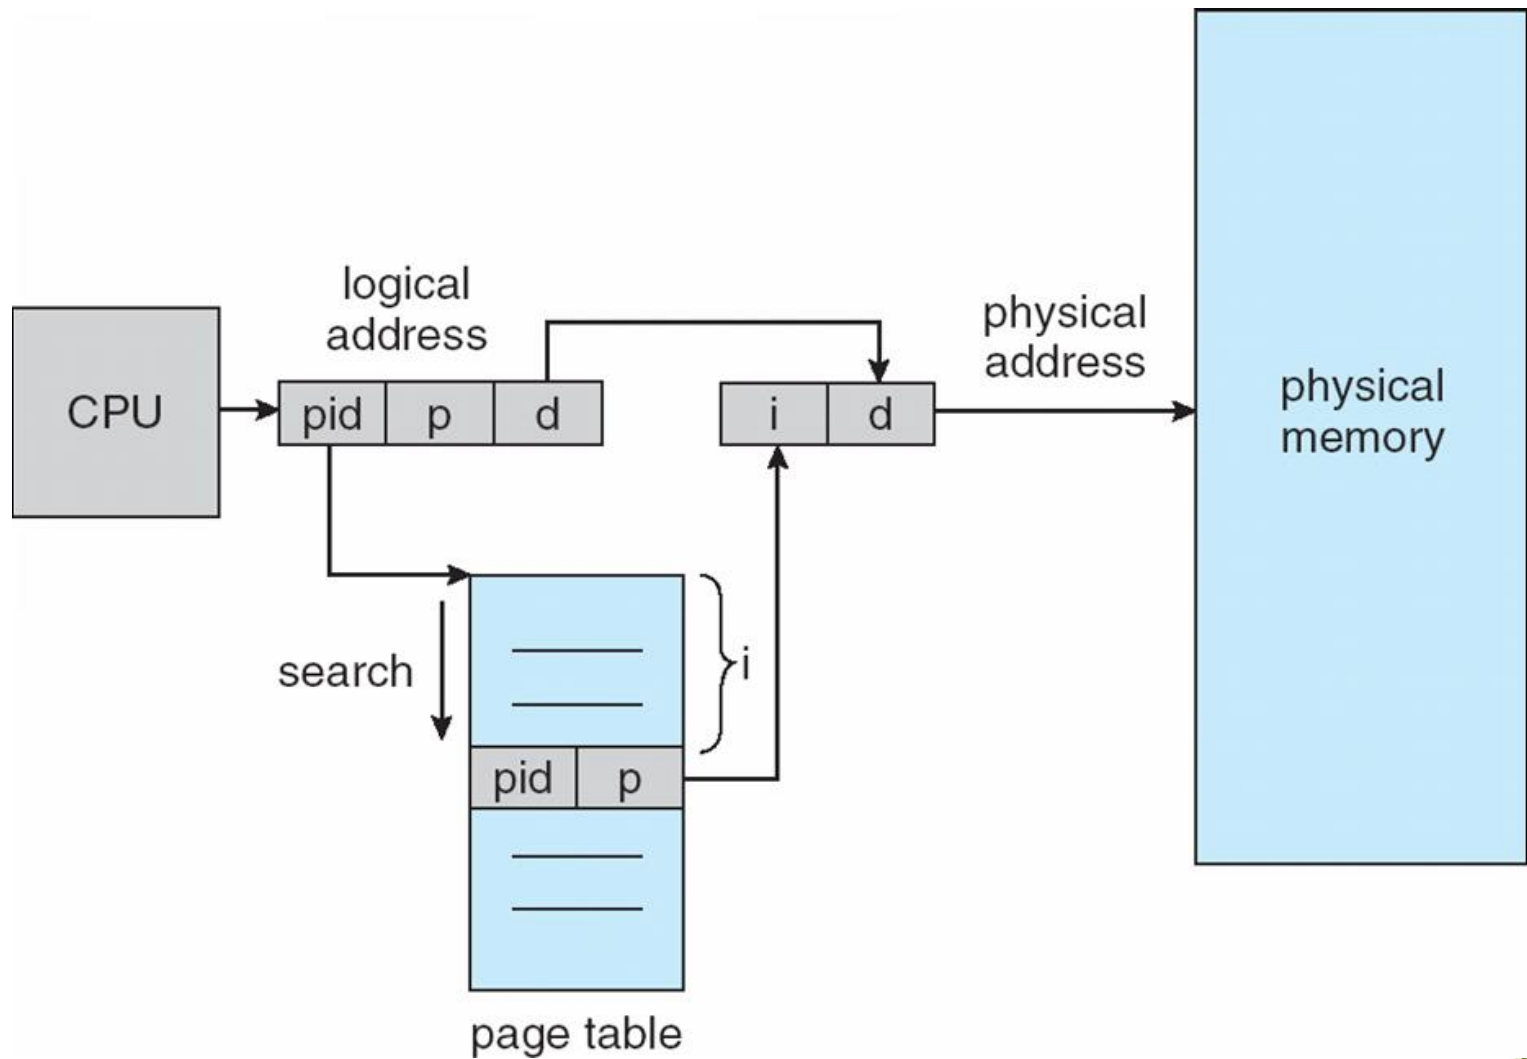 logical
address
physical
address
CPU
pid p d
i d
physical
memory
search
i
pid p
page table